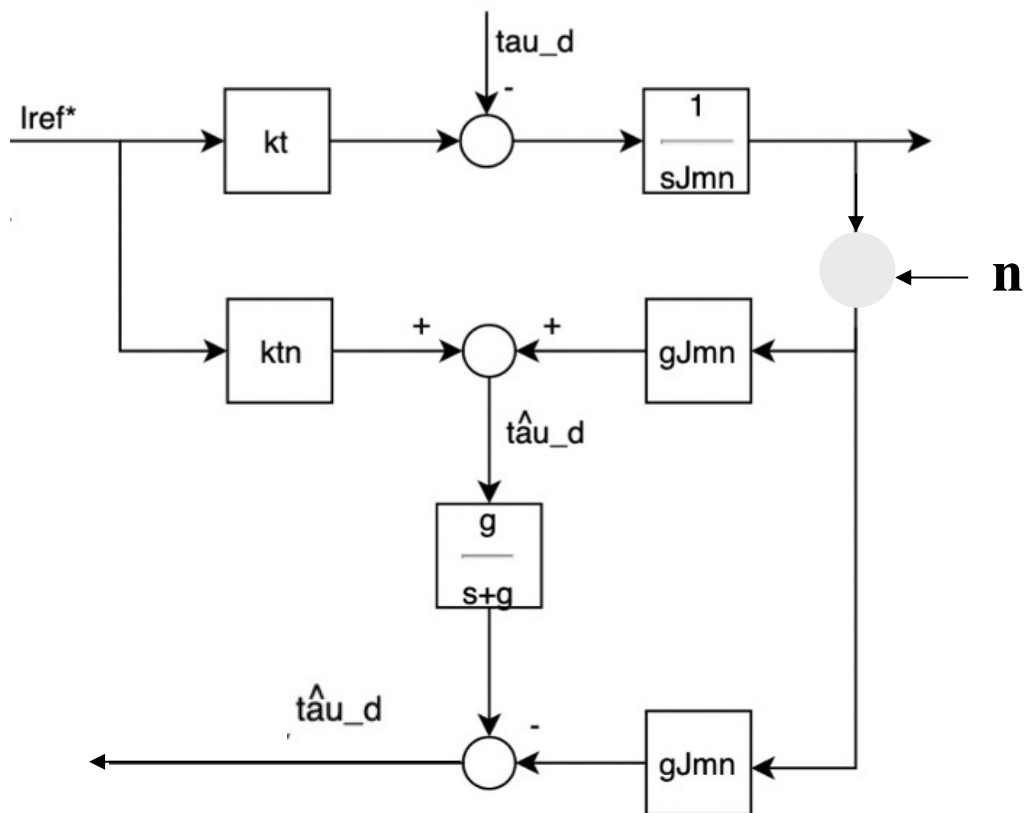 tau_d
-
Iref*
kt
1
sJmn
n
ktn
+
+
gJmn
tâu_d
g
s+g
tâu_d
-
gJmn